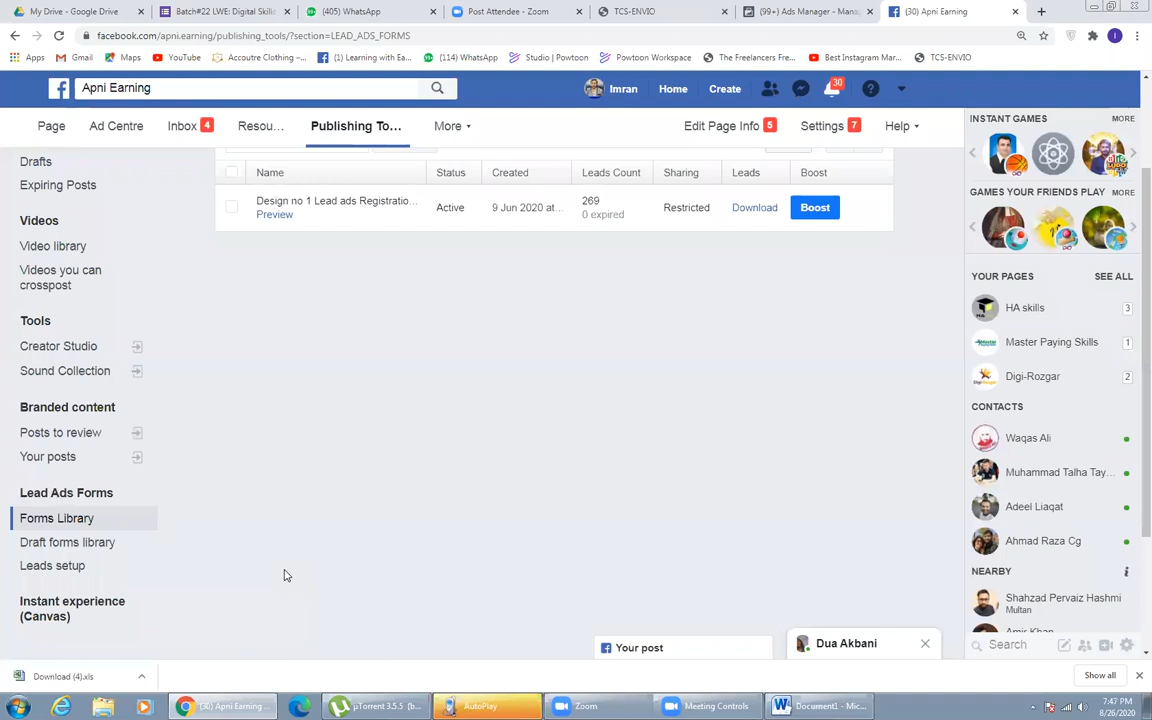 My Drive - Google Drive
Batch#22 LWE: Digital Skille
(405) WhatsApp
Post Attendee - Zoom
TCS-ENVIO
(99+) Ads Manager - Mana
(30) Apni Earning
facebook.com/apni.earning/publishing_tools/?section=LEAD_ADS_FORMS
Apps
Gmail
Maps
YouTube
Accoutre Clothing –...
(1) Learning with Ea...
(114) WhatsApp
Studio | Powtoon
Powtoon Workspace
The Freelancers Free...
Best Instagram Mar...
TCS-ENVIO
Apni Earning
Imran
Home
Create
30
Page
Ad Centre
Inbox 4
Resou...
Publishing To...
More
Edit Page Info 5
Settings 7
Help
Drafts
Expiring Posts
Videos
Video library
Videos you can
crosspost
Tools
Creator Studio
Sound Collection
Branded content
Posts to review
Your posts
Lead Ads Forms
Forms Library
Draft forms library
Leads setup
Instant experience
(Canvas)
Name
Status
Created
Leads Count
Sharing
Leads
Boost
Design no 1 Lead ads Registratio...
Preview
Active
9 Jun 2020 at...
269
0 expired
Restricted
Download
Boost
INSTANT GAMES
MORE
GAMES YOUR FRIENDS PLAY
MORE
YOUR PAGES
SEE ALL
HA skills
3
Master Paying Skills
1
Digi-Rozgar
2
CONTACTS
Waqas Ali
Muhammad Talha Tay...
Adeel Liaqat
Ahmad Raza Cg
NEARBY
Shahzad Pervaiz Hashmi
Multan
Amir Khan
Search
Your post
Dua Akbani
Download (4).xls
Show all
(30) Apni Earning ...
µTorrent 3.5.5 (b...
AutoPlay
Zoom
Meeting Controls
Document1 - Mic...
7:47 PM
8/26/2020